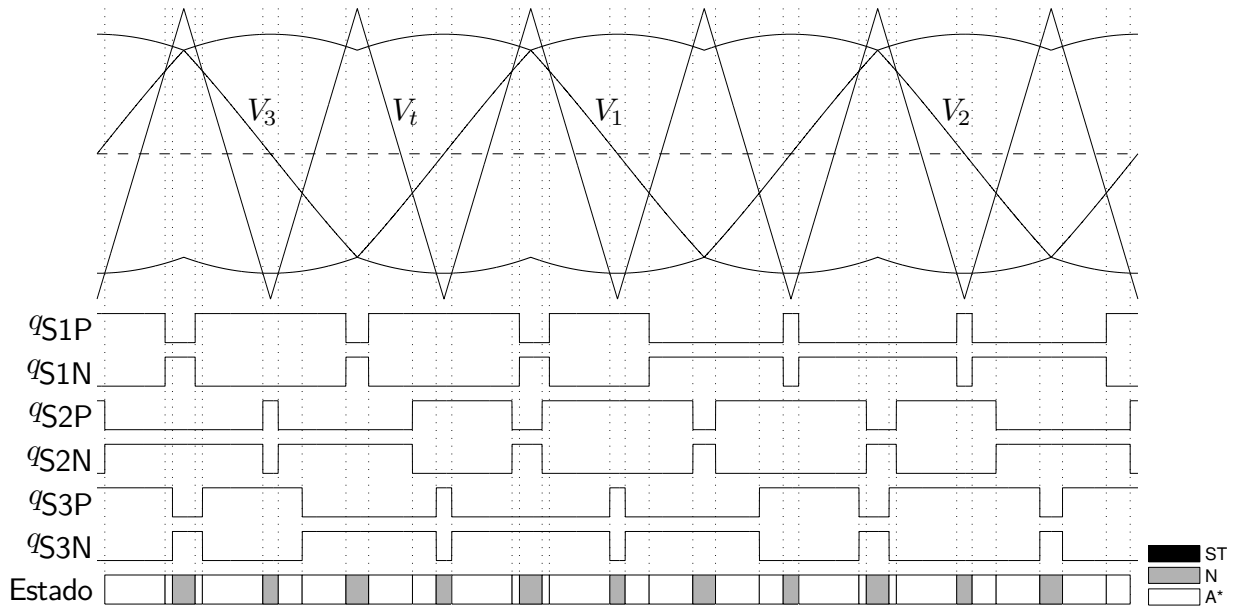 V3
Vt
V1
V2
qS1P
qS1N
qS2P
qS2N
qS3P
qS3N
Estado
ST
N
A*